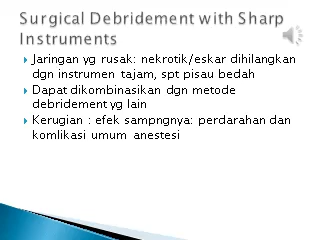 Surgical Debridement with Sharp
Instruments
Jaringan yg rusak: nekrotik/eskar dihilangkan
dgn instrumen tajam, spt pisau bedah
Dapat dikombinasikan dgn metode
debridement yg lain
Kerugian : efek sampngnya: perdarahan dan
komlikasi umum anestesi